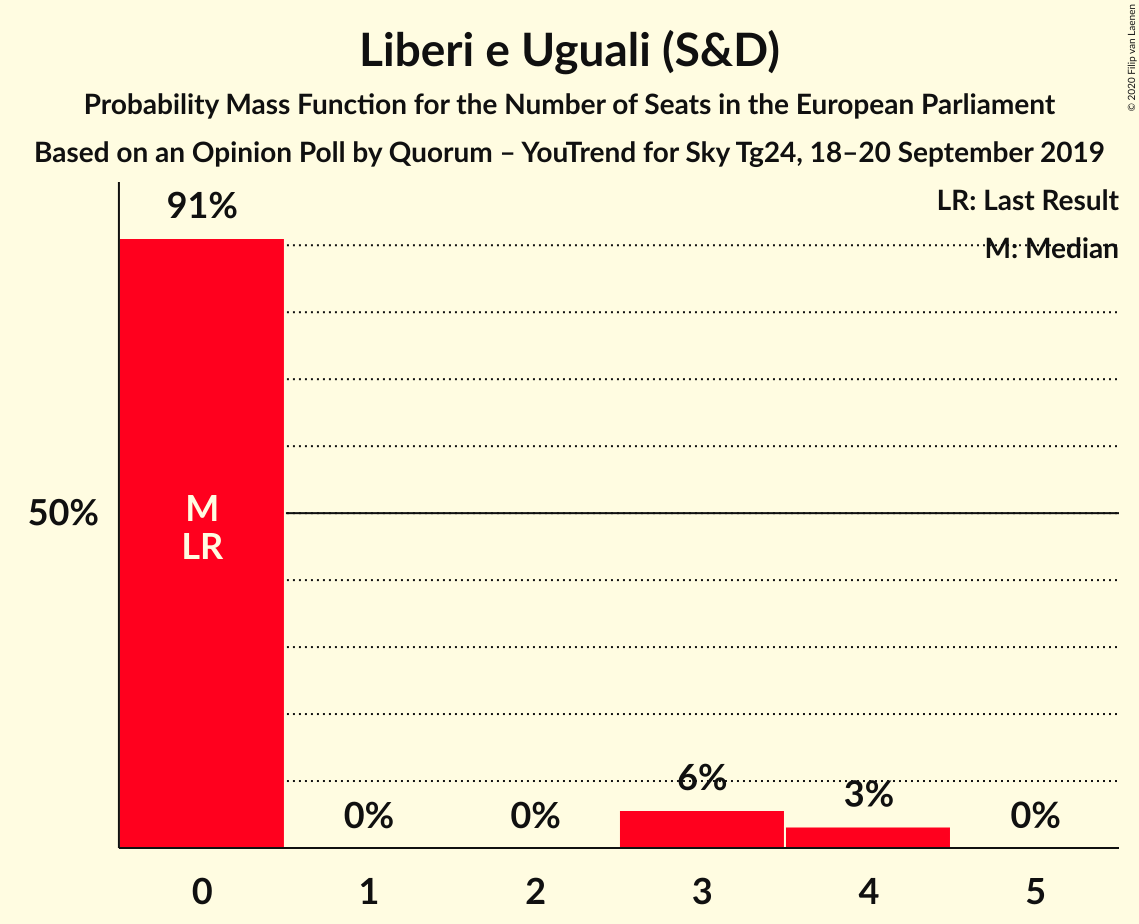 Liberi e Uguali (S&D)
Probability Mass Function for the Number of Seats in the European Parliament
Based on an Opinion Poll by Quorum – YouTrend for Sky Tg24, 18–20 September 2019
© 2020 Filip van Laenen
LR: Last Result
M: Median
91%
50%
M
LR
0%
0%
6%
3%
0%
0
1
2
3
4
5